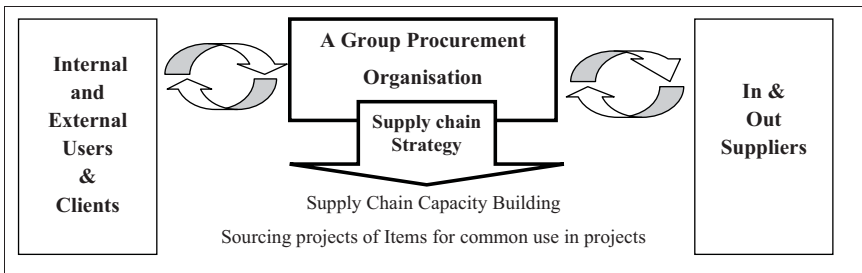 Internal
and
External
Users
&
Clients
A Group Procurement
Organisation
Supply chain
Strategy
Supply Chain Capacity Building
Sourcing projects of Items for common use in projects
In &
Out
Suppliers